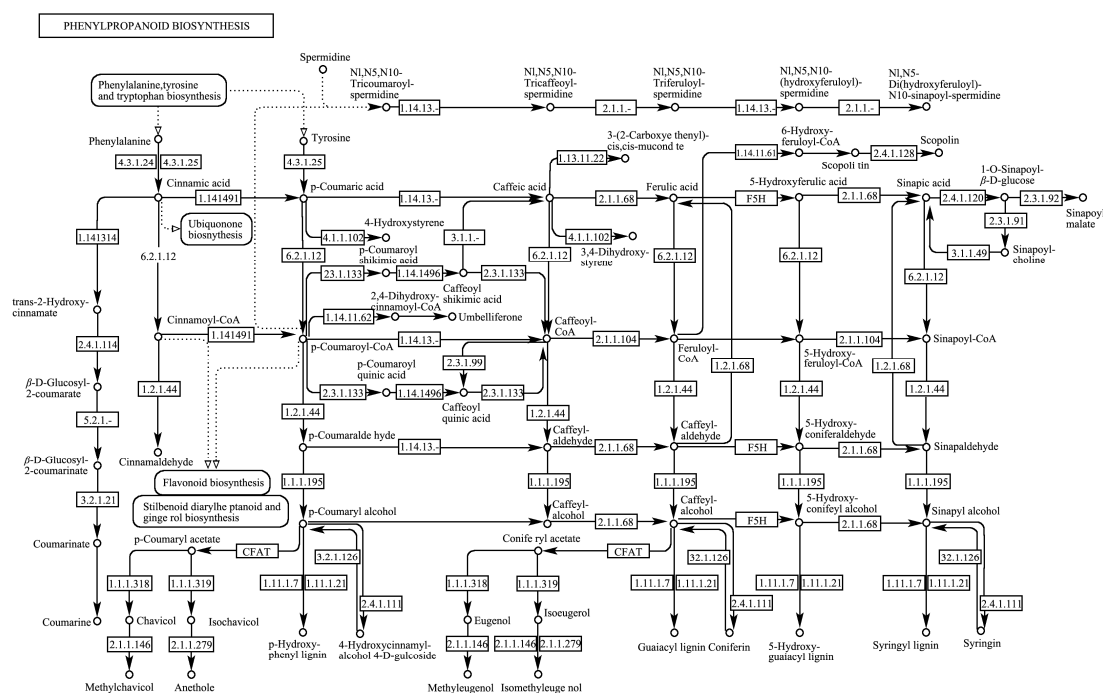 PHENYLPROPANOID BIOSYNTHESIS
Spermidine
Phenylalanine,tyrosine
and tryptophan biosynthesis
Nl,N5,N10-
Tricoumaroyl-
spermidine
1.14.13.-
Nl,N5,N10-
Tricaffeoyl-
spermidine
2.1.1.-
Nl,N5,N10-
Triferuloyl-
spermidine
1.14.13.-
Nl,N5,N10-
(hydroxyferuloyl)-
spermidine
2.1.1.-
Nl,N5-
Di(hydroxyferuloyl)-
N10-sinapoyl-spermidine
Phenylalanine
Tyrosine
4.3.1.24
4.3.1.25
4.3.1.25
3-(2-Carboxye thenyl)-
cis,cis-mucond te
1.13.11.22
6-Hydroxy-
feruloyl-CoA
1.14.11.61
Scopoli tin
2.4.1.128
Scopolin
Cinnamic acid
1.141491
p-Coumaric acid
1.14.13.-
Caffeic acid
2.1.1.68
Ferulic acid
F5H
5-Hydroxyferulic acid
2.1.1.68
Sinapic acid
2.4.1.120
1-O-Sinapoyl-
β-D-glucose
2.3.1.92
Sinapoyl
malate
2.3.1.91
3.1.1.49
Sinapoyl-
choline
Ubiquonone
biosnythesis
1.141314
6.2.1.12
4.1.1.102
4-Hydroxystyrene
3.1.1.-
4.1.1.102
3,4-Dihydroxy-
styrene
6.2.1.12
6.2.1.12
6.2.1.12
6.2.1.12
6.2.1.12
p-Coumaroyl
shikimic acid
23.1.133
1.14.1496
2.3.1.133
Caffeoyl
shikimic acid
trans-2-Hydroxy-
cinnamate
2,4-Dihydroxy-
cinnamoyl-CoA
1.14.11.62
Umbelliferone
Cinnamoyl-CoA
1.141491
p-Coumaroyl-CoA
1.14.13.-
Caffeoyl-
CoA
2.1.1.104
Feruloyl-
CoA
5-Hydroxy-
feruloyl-CoA
2.1.1.104
Sinapoyl-CoA
2.4.1.114
2.3.1.99
2.1.1.68
2.1.1.68
p-Coumaroyl
quinic acid
2.3.1.133
1.14.1496
2.3.1.133
Caffeoyl
quinic acid
β-D-Glucosyl-
2-coumarate
1.2.1.44
1.2.1.44
1.2.1.44
1.2.1.44
1.2.1.44
1.2.1.44
5.2.1.-
Cinnamaldehyde
p-Coumaralde hyde
1.14.13.-
Caffeyl-
aldehyde
2.1.1.68
Caffeyl-
aldehyde
F5H
5-Hydroxy-
coniferaldehyde
2.1.1.68
Sinapaldehyde
β-D-Glucosyl-
2-coumarinate
Flavonoid biosynthesis
Stilbenoid diarylhe ptanoid and
ginge rol biosynthesis
3.2.1.21
1.1.1.195
1.1.1.195
1.1.1.195
1.1.1.195
1.1.1.195
p-Coumaryl alcohol
Caffeyl-
alcohol
2.1.1.68
Caffeyl-
alcohol
F5H
5-Hydroxy-
conifeyl alcohol
2.1.1.68
Sinapyl alcohol
Coumarinate
p-Coumaryl acetate
CFAT
3.2.1.126
Conife ryl acetate
CFAT
32.1.126
32.1.126
1.1.1.318
1.1.1.319
1.11.1.7
1.11.1.21
1.1.1.318
1.1.1.319
1.11.1.7
1.11.1.21
1.11.1.7
1.11.1.21
1.11.1.7
1.11.1.21
2.4.1.111
2.4.1.111
2.4.1.111
Coumarine
Chavicol
Isochavicol
Eugenol
Isoeugenol
2.1.1.146
2.1.1.279
p-Hydroxy-
phenyl lignin
4-Hydroxycinnamyl-
alcohol 4-D-gulcoside
2.1.1.146
2.1.1.146
2.1.1.279
Guaiacyl lignin
Coniferin
5-Hydroxy-
guaiacyl lignin
Syringyl lignin
Syringin
Methylchavicol
Anethole
Methyleugenol
Isomethyleuge nol